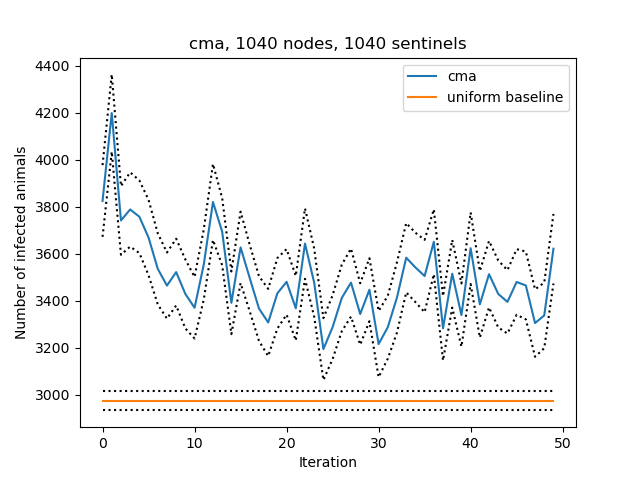 cma, 1040 nodes, 1040 sentinels
cma
uniform baseline
Number of infected animals
4400
4200
4000
3800
3600
3400
3200
3000
0 10 20 30 40 50
Iteration